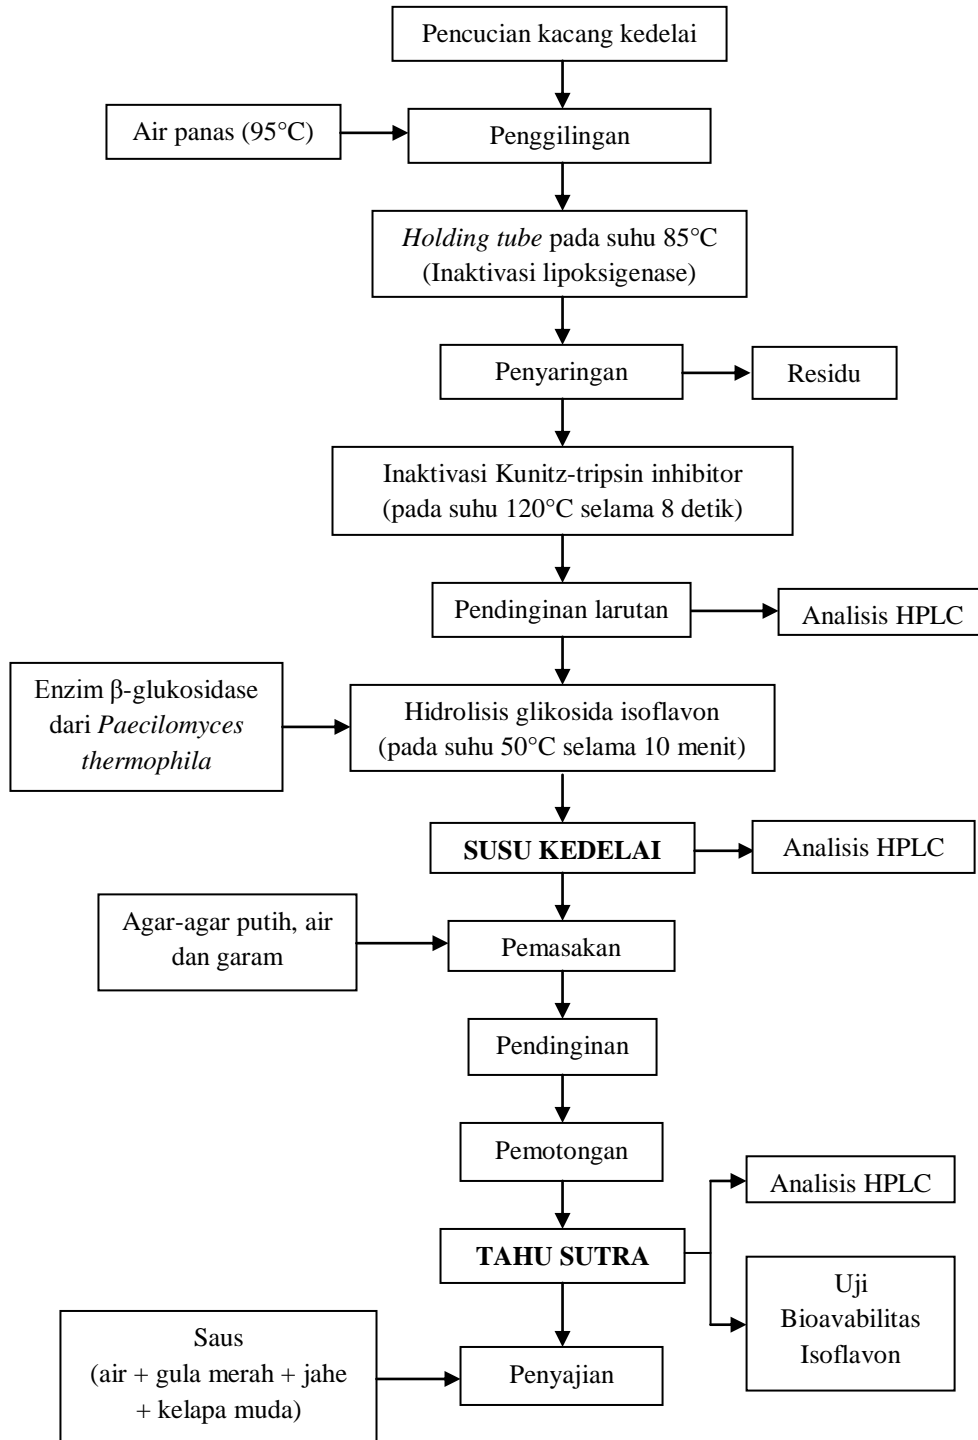 Pencucian kacang kedelai
Air panas (95°C)
Penggilingan
Holding tube pada suhu 85°C
(Inaktivasi lipoksigenase)
Penyaringan
Residu
Inaktivasi Kunitz-tripsin inhibitor
(pada suhu 120°C selama 8 detik)
Pendinginan larutan
Analisis HPLC
Enzim β-glukosidase
dari Paecilomyces
thermophila
Hidrolisis glikosida isoflavon
(pada suhu 50°C selama 10 menit)
SUSU KEDELAI
Analisis HPLC
Agar-agar putih, air
dan garam
Pemasakan
Pendinginan
Pemotongan
Analisis HPLC
TAHU SUTRA
Uji
Bioavabilitas
Isoflavon
Saus
(air + gula merah + jahe
+ kelapa muda)
Penyajian